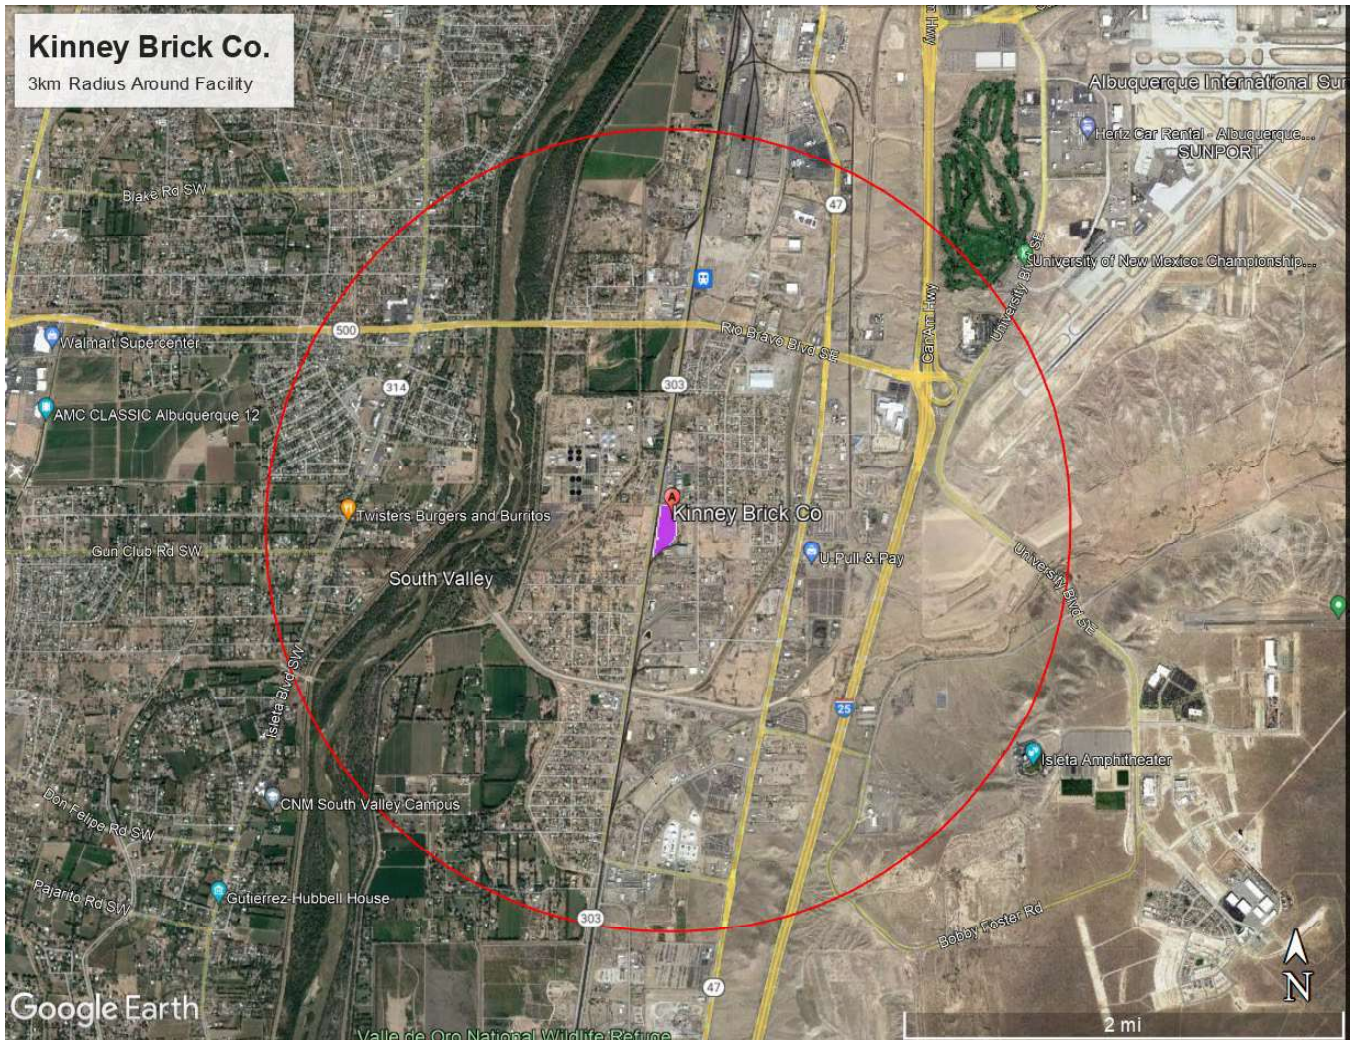 Kinney Brick Co.
3km Radius Around Facility
Albuquerque International Sun
Hertz Car Rental - Albuquerque...
SUNPORT
Blake Rd SW
47
University of New Mexico: Championship...
University Blvd SE
Can Am Hwy
500
Walmart Supercenter
Rio Bravo Blvd SE
314
303
AMC CLASSIC Albuquerque 12
A
Kinney Brick Co
Twisters Burgers and Burritos
Gun Club Rd SW
U Pull & Pay
University Blvd SE
South Valley
Isleta Blvd SW
25
Isleta Amphitheater
CNM South Valley Campus
Don Felipe Rd SW
Pajarito Rd SW
Gutierrez-Hubbell House
303
Bobby Foster Rd
47
N
Google Earth
2 mi
Valle de Oro National Wildlife Refuge